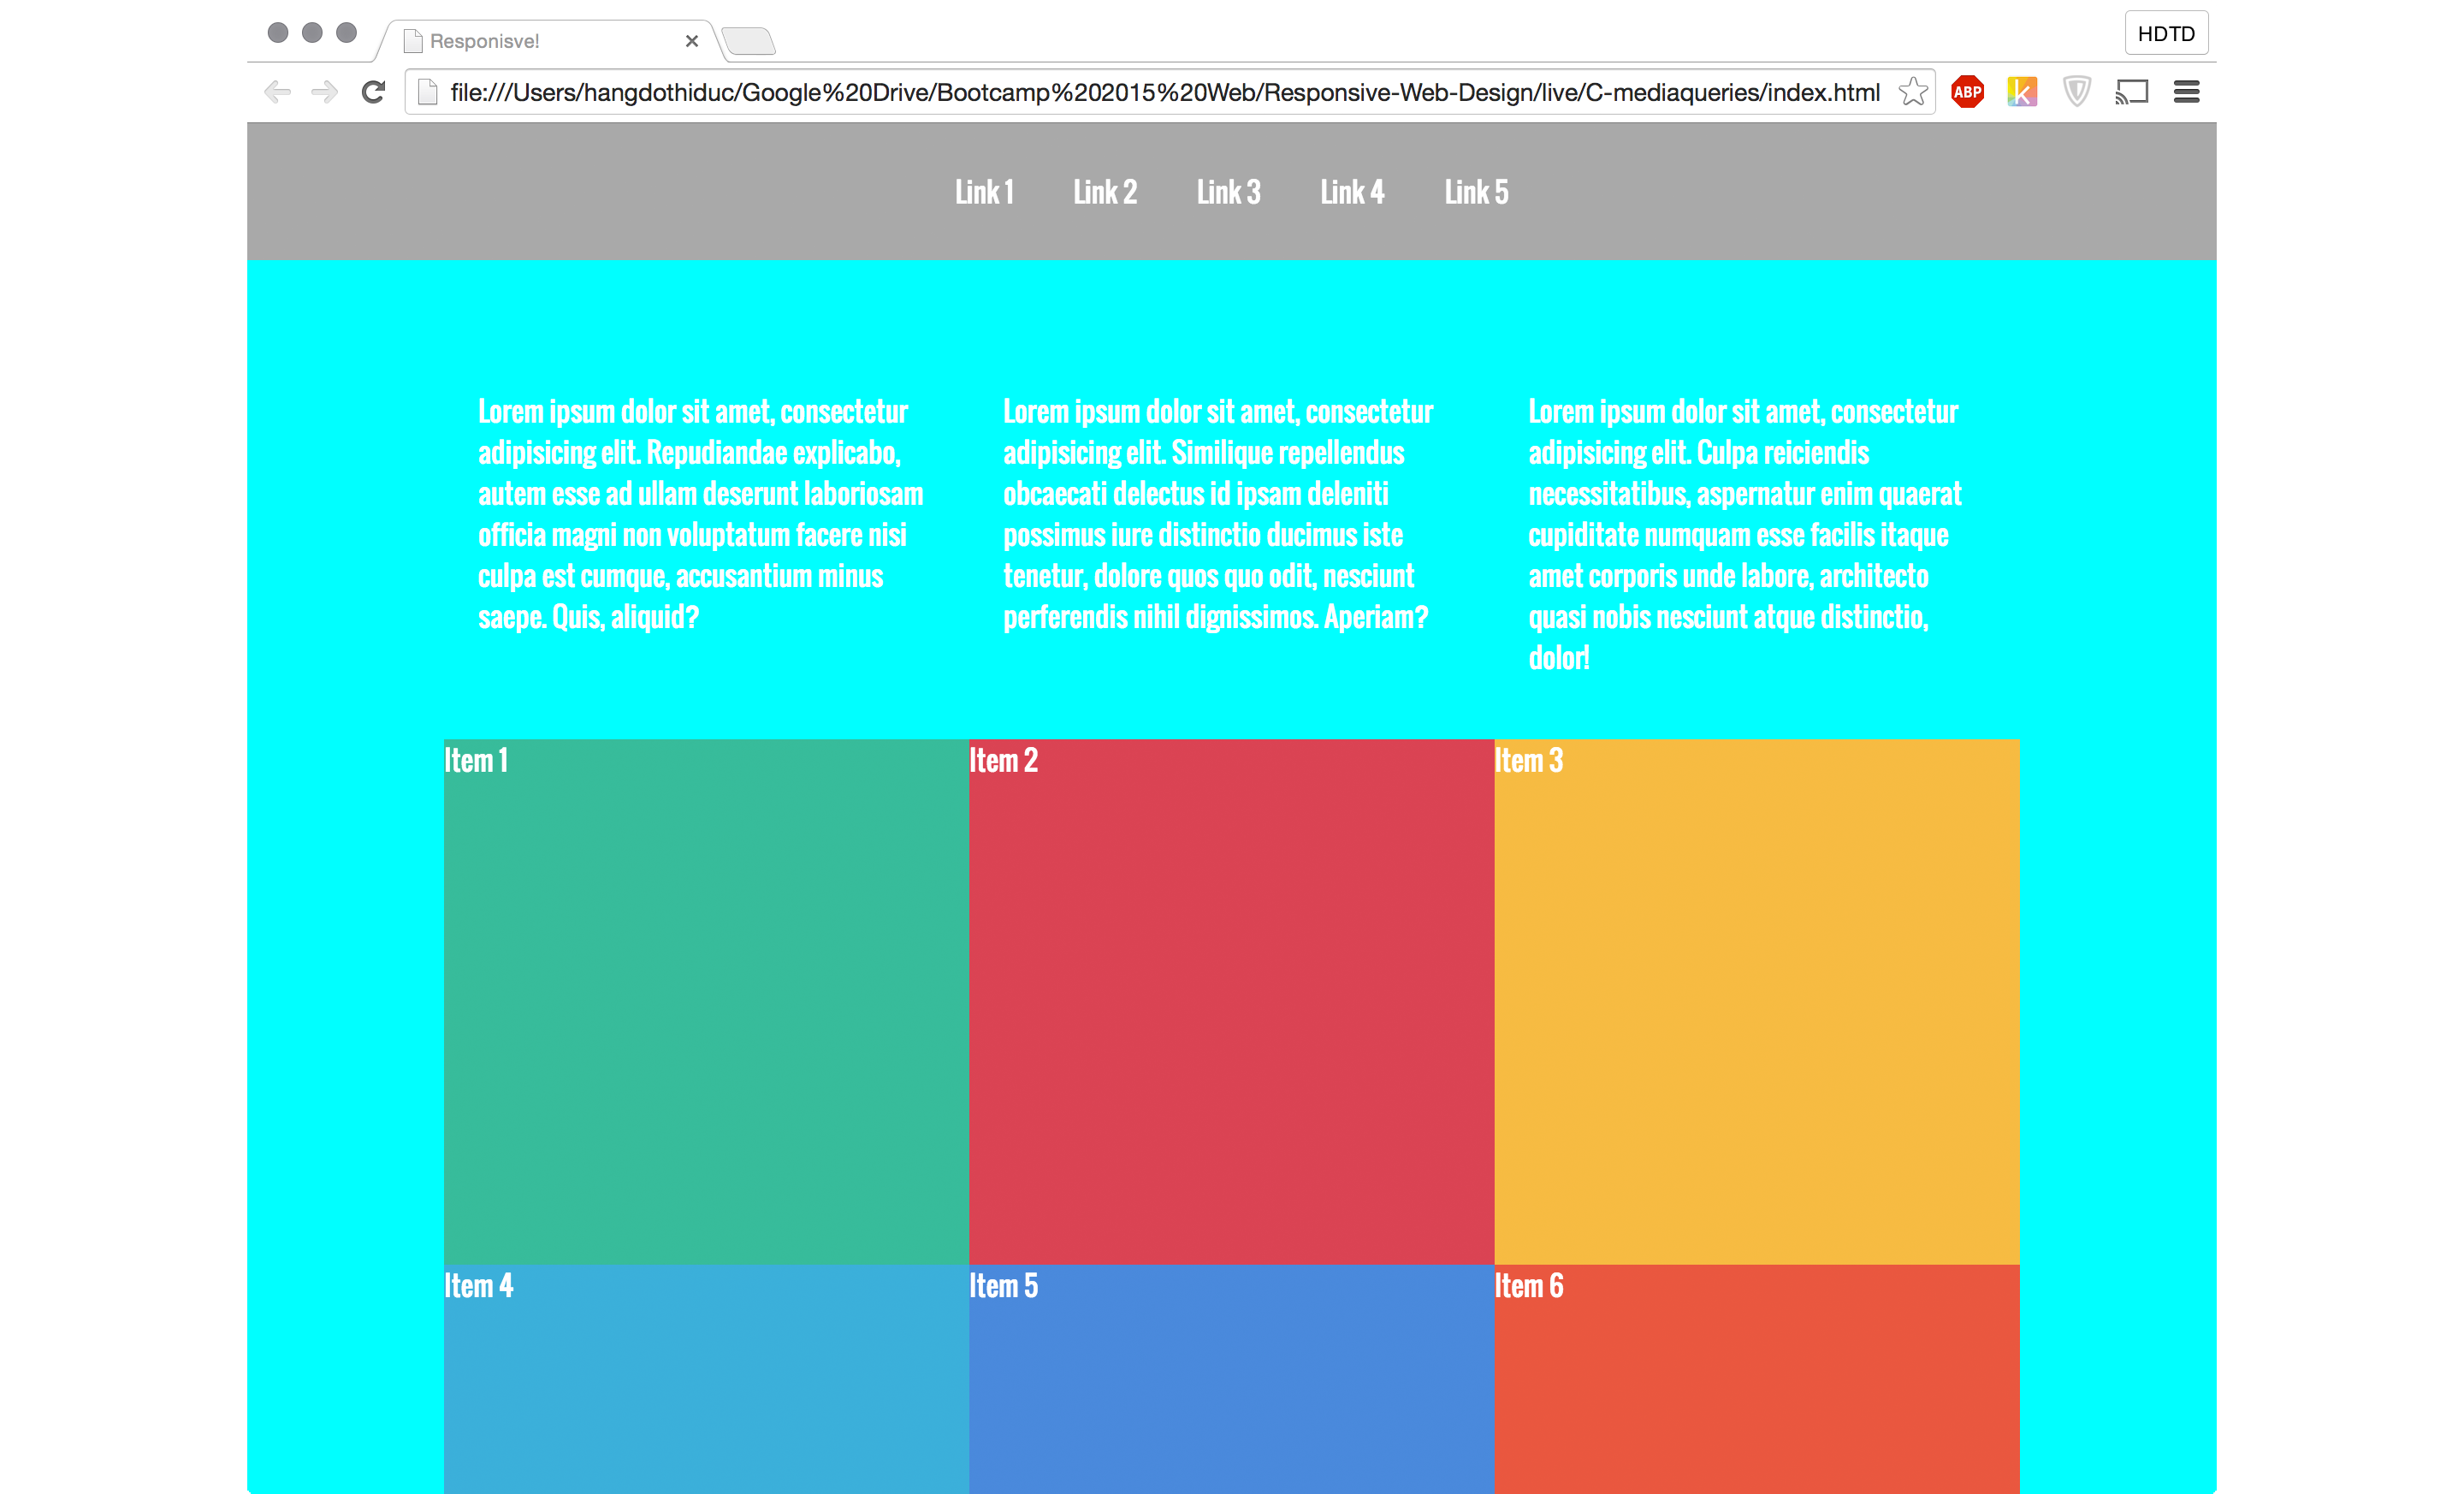 Responisve!
HDTD
file:///Users/hangdothiduc/Google%20Drive/Bootcamp%202015%20Web/Responsive-Web-Design/live/C-mediaqueries/index.html
ABP
k
Link 1 Link 2 Link 3 Link 4 Link 5
Lorem ipsum dolor sit amet, consectetur
adipisicing elit. Repudiandae explicabo,
autem esse ad ullam deserunt laboriosam
officia magni non voluptatum facere nisi
culpa est cumque, accusantium minus
saepe. Quis, aliquid?
Lorem ipsum dolor sit amet, consectetur
adipisicing elit. Similique repellendus
obcaecati delectus id ipsam deleniti
possimus iure distinctio ducimus iste
tenetur, dolore quos quo odit, nesciunt
perferendis nihil dignissimos. Aperiam?
Lorem ipsum dolor sit amet, consectetur
adipisicing elit. Culpa reiciendis
necessitatibus, aspernatur enim quaerat
cupiditate numquam esse facilis itaque
amet corporis unde labore, architecto
quasi nobis nesciunt atque distinctio,
dolor!
Item 1
Item 2
Item 3
Item 4
Item 5
Item 6